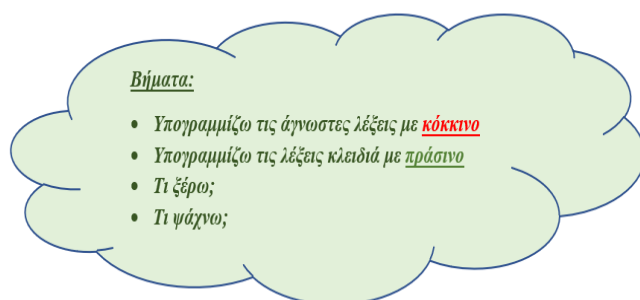 Βήματα:
• Υπογραμμίζω τις άγνωστες λέξεις με κόκκινο
• Υπογραμμίζω τις λέξεις κλειδιά με πράσινο
• Τι ξέρω;
• Τι ψάχνω;